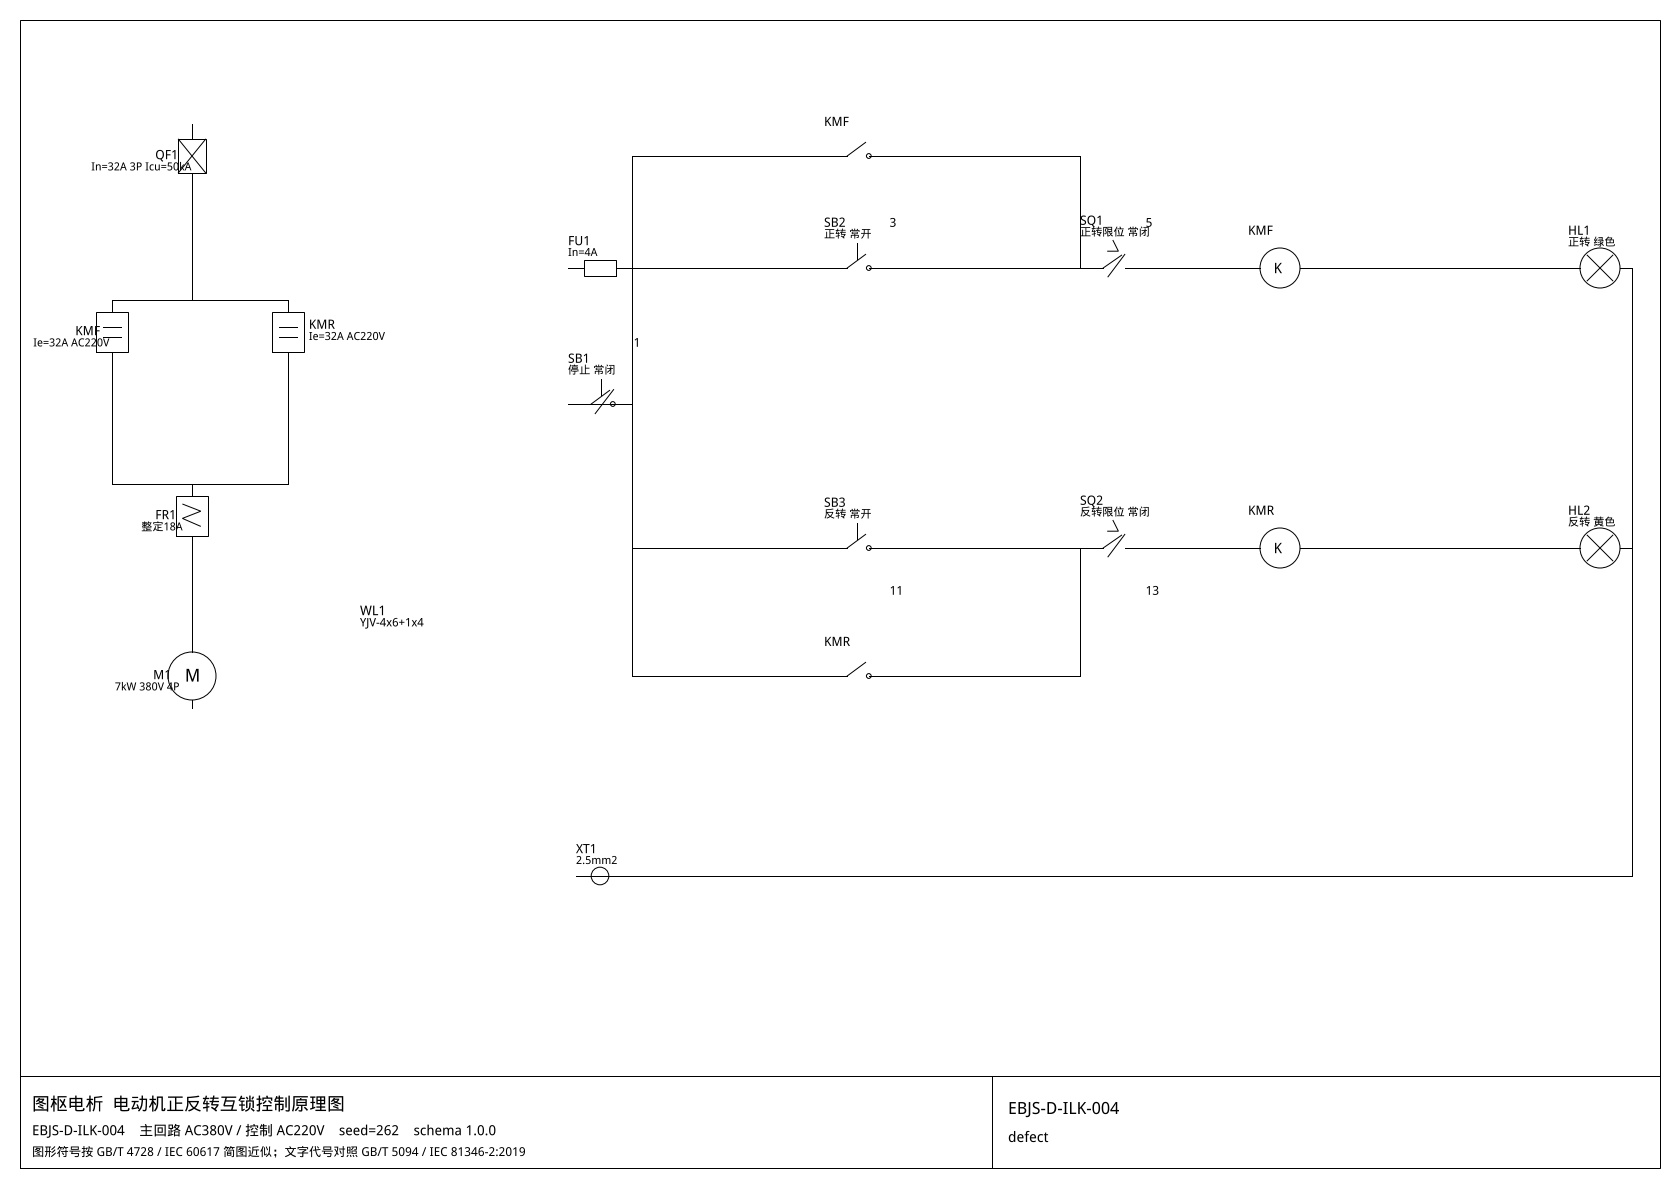 KMF
QF1
In=32A 3P Icu=50kA
SB2
正转 常开
3
SQ1
正转限位 常闭
5
KMF
K
HL1
正转 绿色
FU1
In=4A
KMF
Ie=32A AC220V
KMR
Ie=32A AC220V
1
SB1
停止 常闭
SB3
反转 常开
SQ2
反转限位 常闭
KMR
K
HL2
反转 黄色
FR1
整定18A
11
13
WL1
YJV-4x6+1x4
KMR
M1
7kW 380V 4P
M
XT1
2.5mm2
图枢电析 电动机正反转互锁控制原理图
EBJS-D-ILK-004 主回路 AC380V / 控制 AC220V seed=262 schema 1.0.0
图形符号按 GB/T 4728 / IEC 60617 简图近似；文字代号对照 GB/T 5094 / IEC 81346-2:2019
EBJS-D-ILK-004
defect